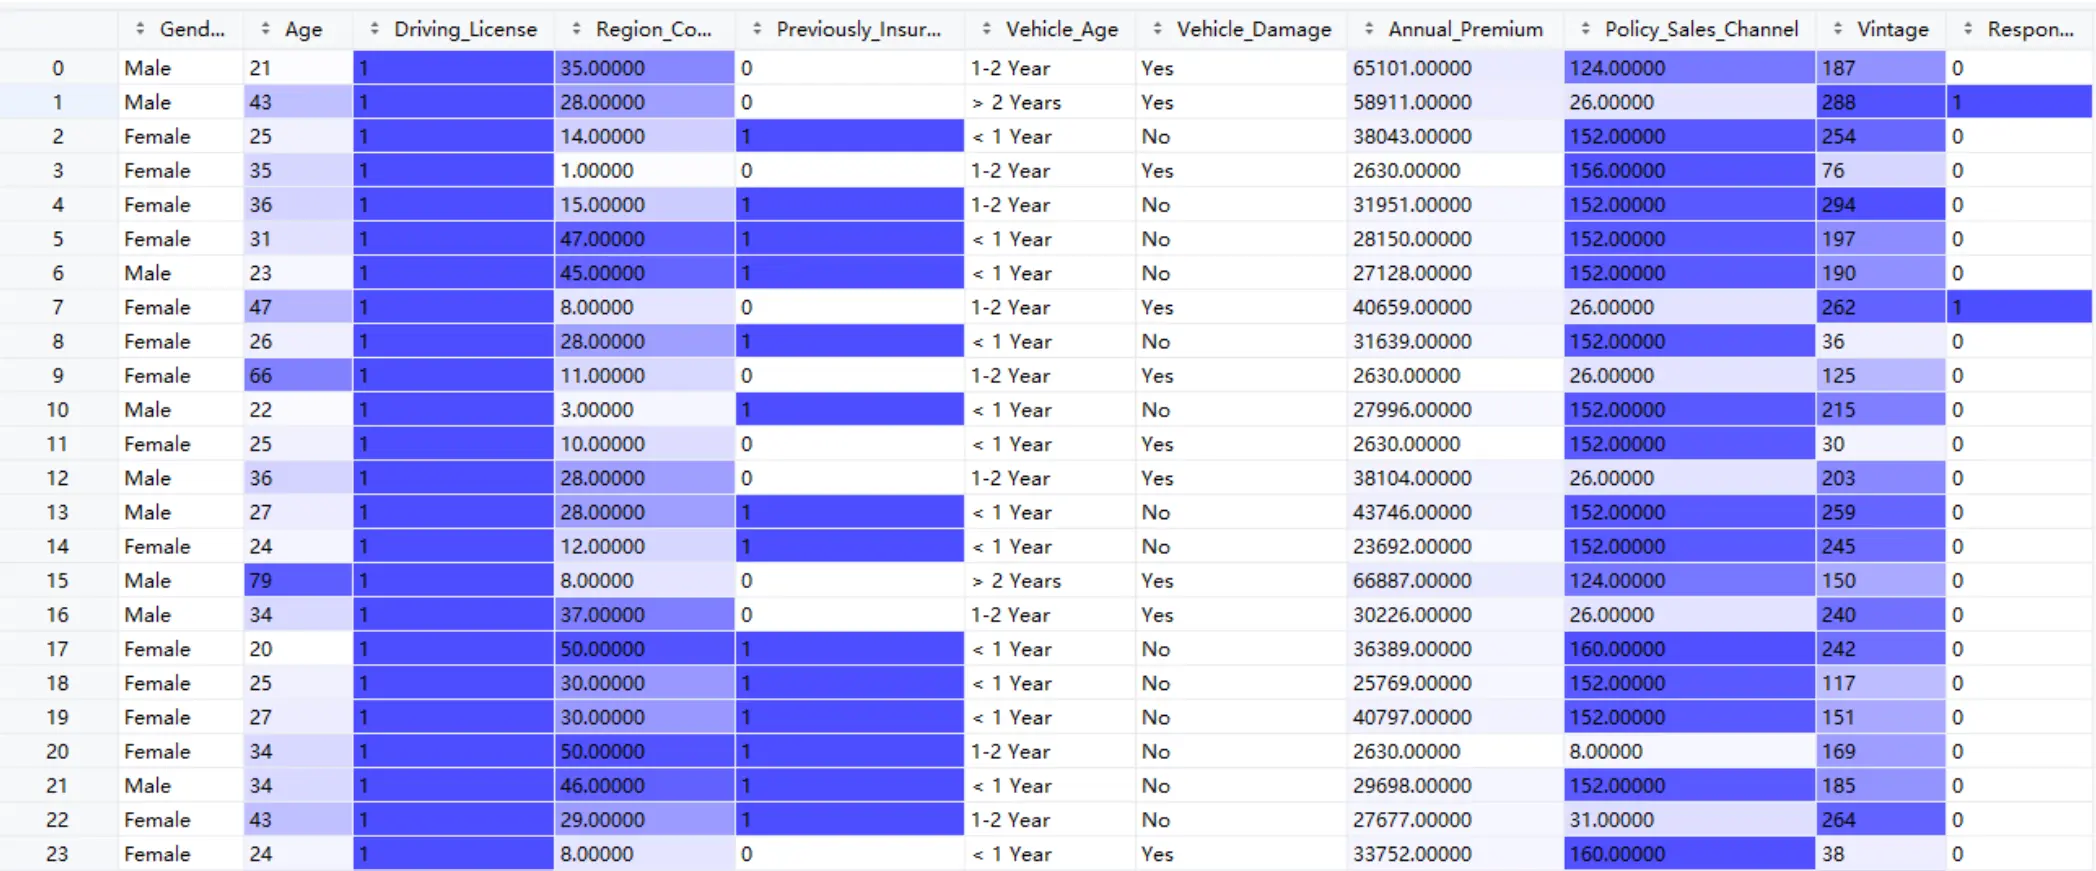 Gend... Age Driving_License Region_Co... Previously_Insur... Vehicle_Age Vehicle_Damage Annual_Premium Policy_Sales_Channel Vintage Respon...
0 Male 21 1 35.00000 0 1-2 Year Yes 65101.00000 124.00000 187 0
1 Male 43 1 28.00000 0 > 2 Years Yes 58911.00000 26.00000 288 1
2 Female 25 1 14.00000 1 < 1 Year No 38043.00000 152.00000 254 0
3 Female 35 1 1.00000 0 1-2 Year Yes 2630.00000 156.00000 76 0
4 Female 36 1 15.00000 1 1-2 Year No 31951.00000 152.00000 294 0
5 Female 31 1 47.00000 1 < 1 Year No 28150.00000 152.00000 197 0
6 Male 23 1 45.00000 1 < 1 Year No 27128.00000 152.00000 190 0
7 Female 47 1 8.00000 0 1-2 Year Yes 40659.00000 26.00000 262 1
8 Female 26 1 28.00000 1 < 1 Year No 31639.00000 152.00000 36 0
9 Female 66 1 11.00000 0 1-2 Year Yes 2630.00000 26.00000 125 0
10 Male 22 1 3.00000 1 < 1 Year No 27996.00000 152.00000 215 0
11 Female 25 1 10.00000 0 < 1 Year Yes 2630.00000 152.00000 30 0
12 Male 36 1 28.00000 0 1-2 Year Yes 38104.00000 26.00000 203 0
13 Male 27 1 28.00000 1 < 1 Year No 43746.00000 152.00000 259 0
14 Female 24 1 12.00000 1 < 1 Year No 23692.00000 152.00000 245 0
15 Male 79 1 8.00000 0 > 2 Years Yes 66887.00000 124.00000 150 0
16 Male 34 1 37.00000 0 1-2 Year Yes 30226.00000 26.00000 240 0
17 Female 20 1 50.00000 1 < 1 Year No 36389.00000 160.00000 242 0
18 Female 25 1 30.00000 1 < 1 Year No 25769.00000 152.00000 117 0
19 Female 27 1 30.00000 1 < 1 Year No 40797.00000 152.00000 151 0
20 Female 34 1 50.00000 1 1-2 Year No 2630.00000 8.00000 169 0
21 Male 34 1 46.00000 1 < 1 Year No 29698.00000 152.00000 185 0
22 Female 43 1 29.00000 1 1-2 Year No 27677.00000 31.00000 264 0
23 Female 24 1 8.00000 0 < 1 Year Yes 33752.00000 160.00000 38 0